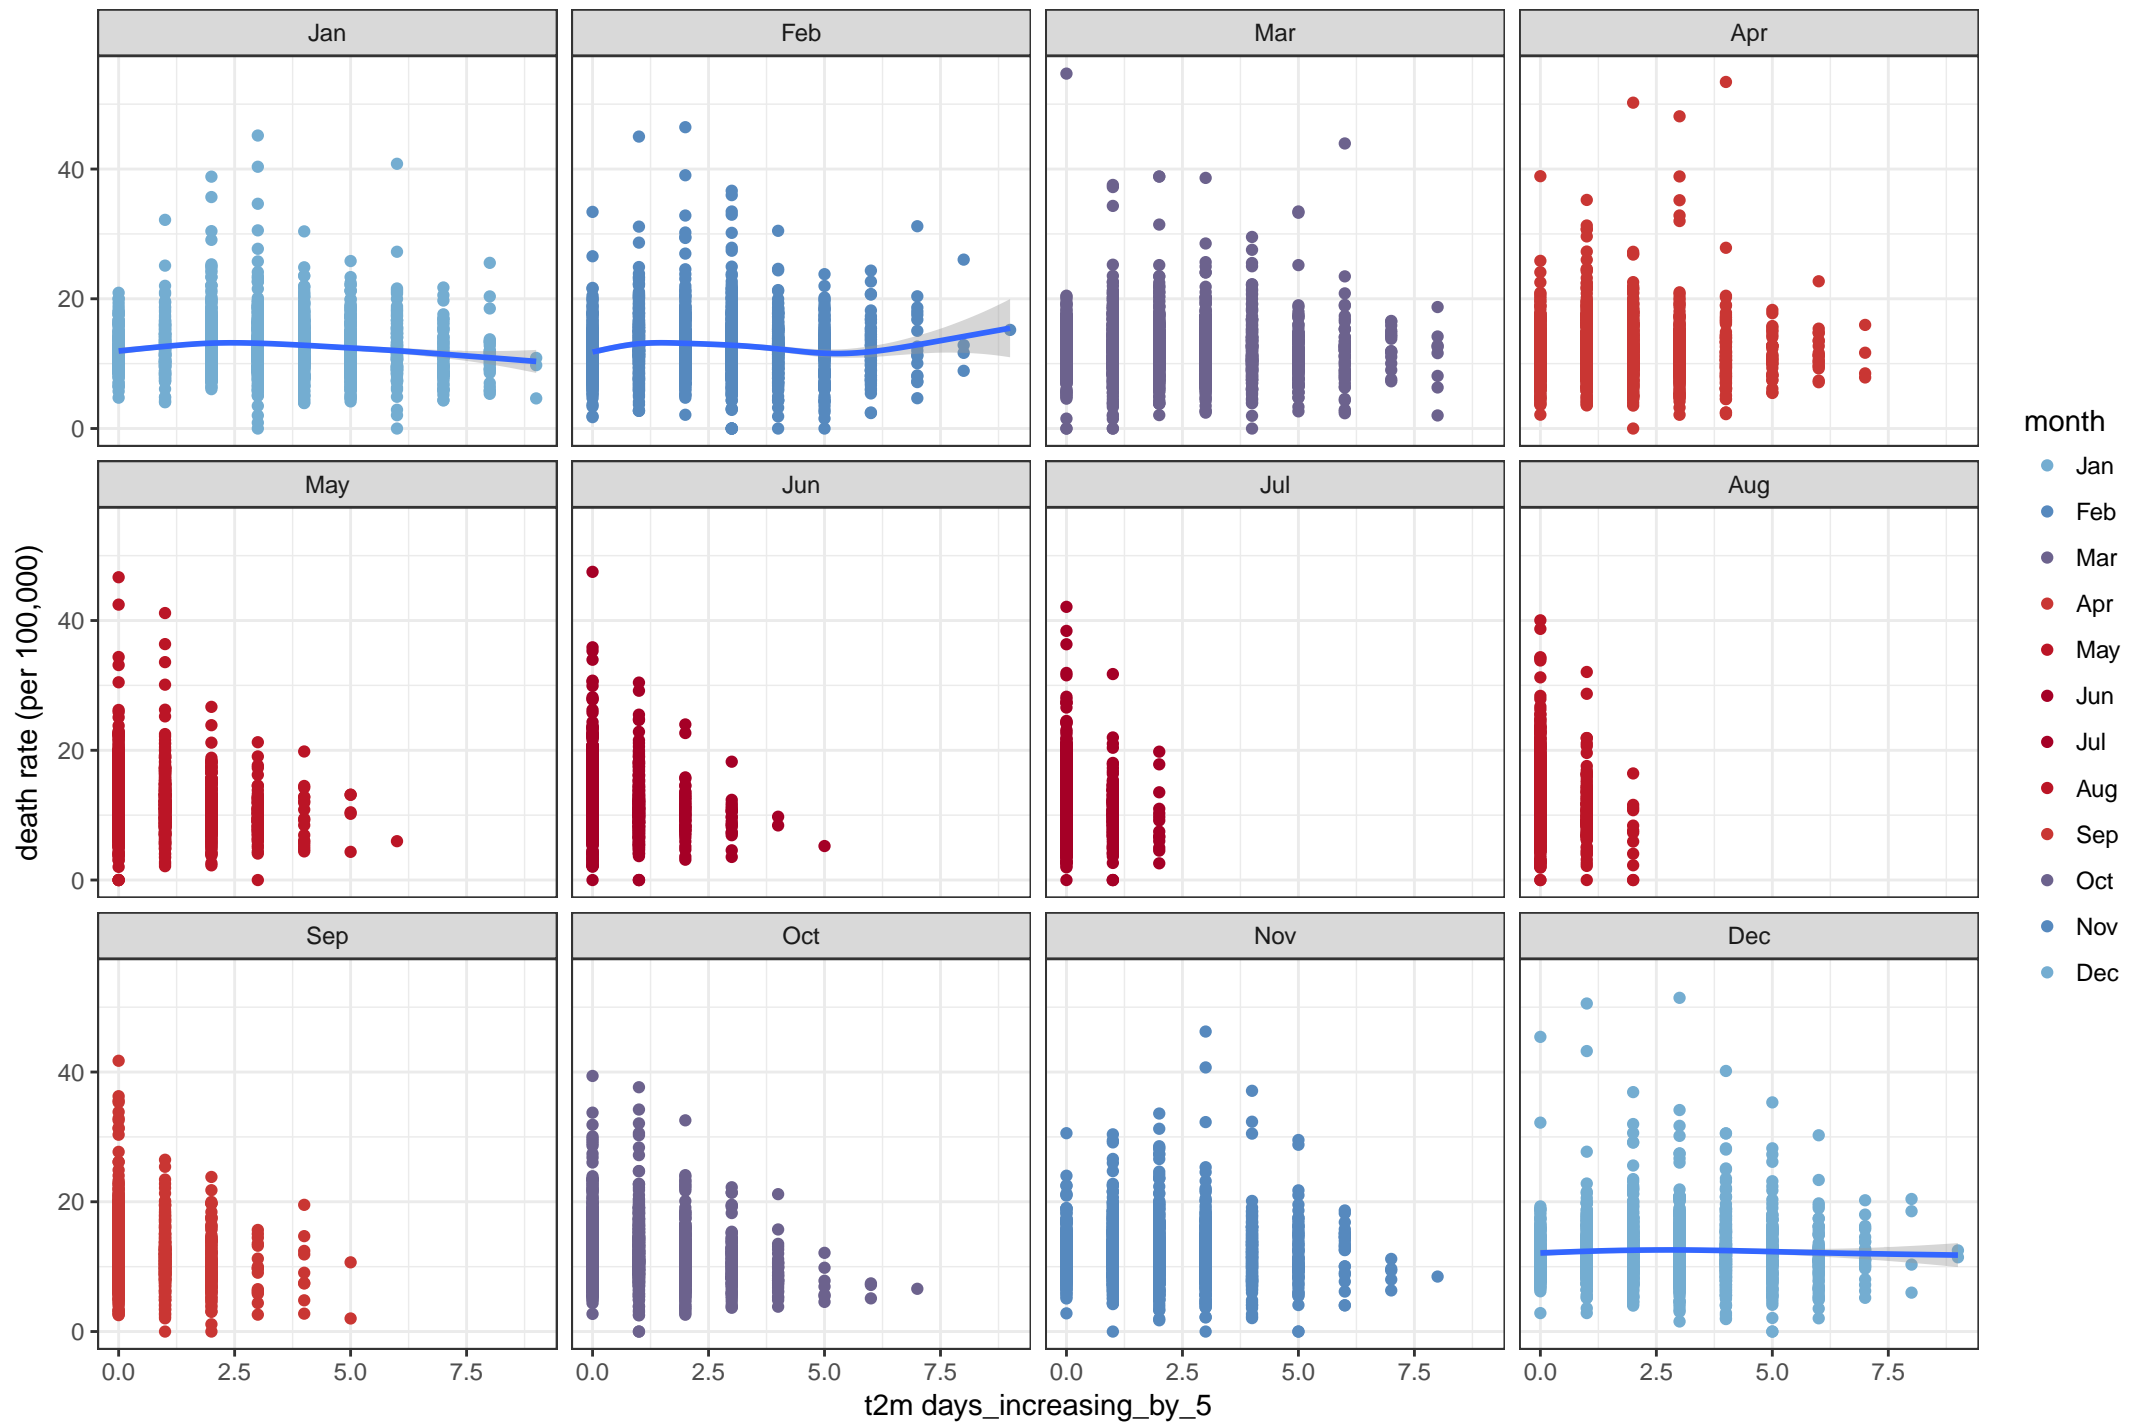 Jan Feb Mar Apr
40
20
0
May Jun Jul Aug
40
20
0
Sep Oct Nov Dec
40
20
0
0.0 2.5 5.0 7.5 0.0 2.5 5.0 7.5 0.0 2.5 5.0 7.5 0.0 2.5 5.0 7.5
t2m days_increasing_by_5
death rate (per 100,000)
month
Jan
Feb
Mar
Apr
May
Jun
Jul
Aug
Sep
Oct
Nov
Dec